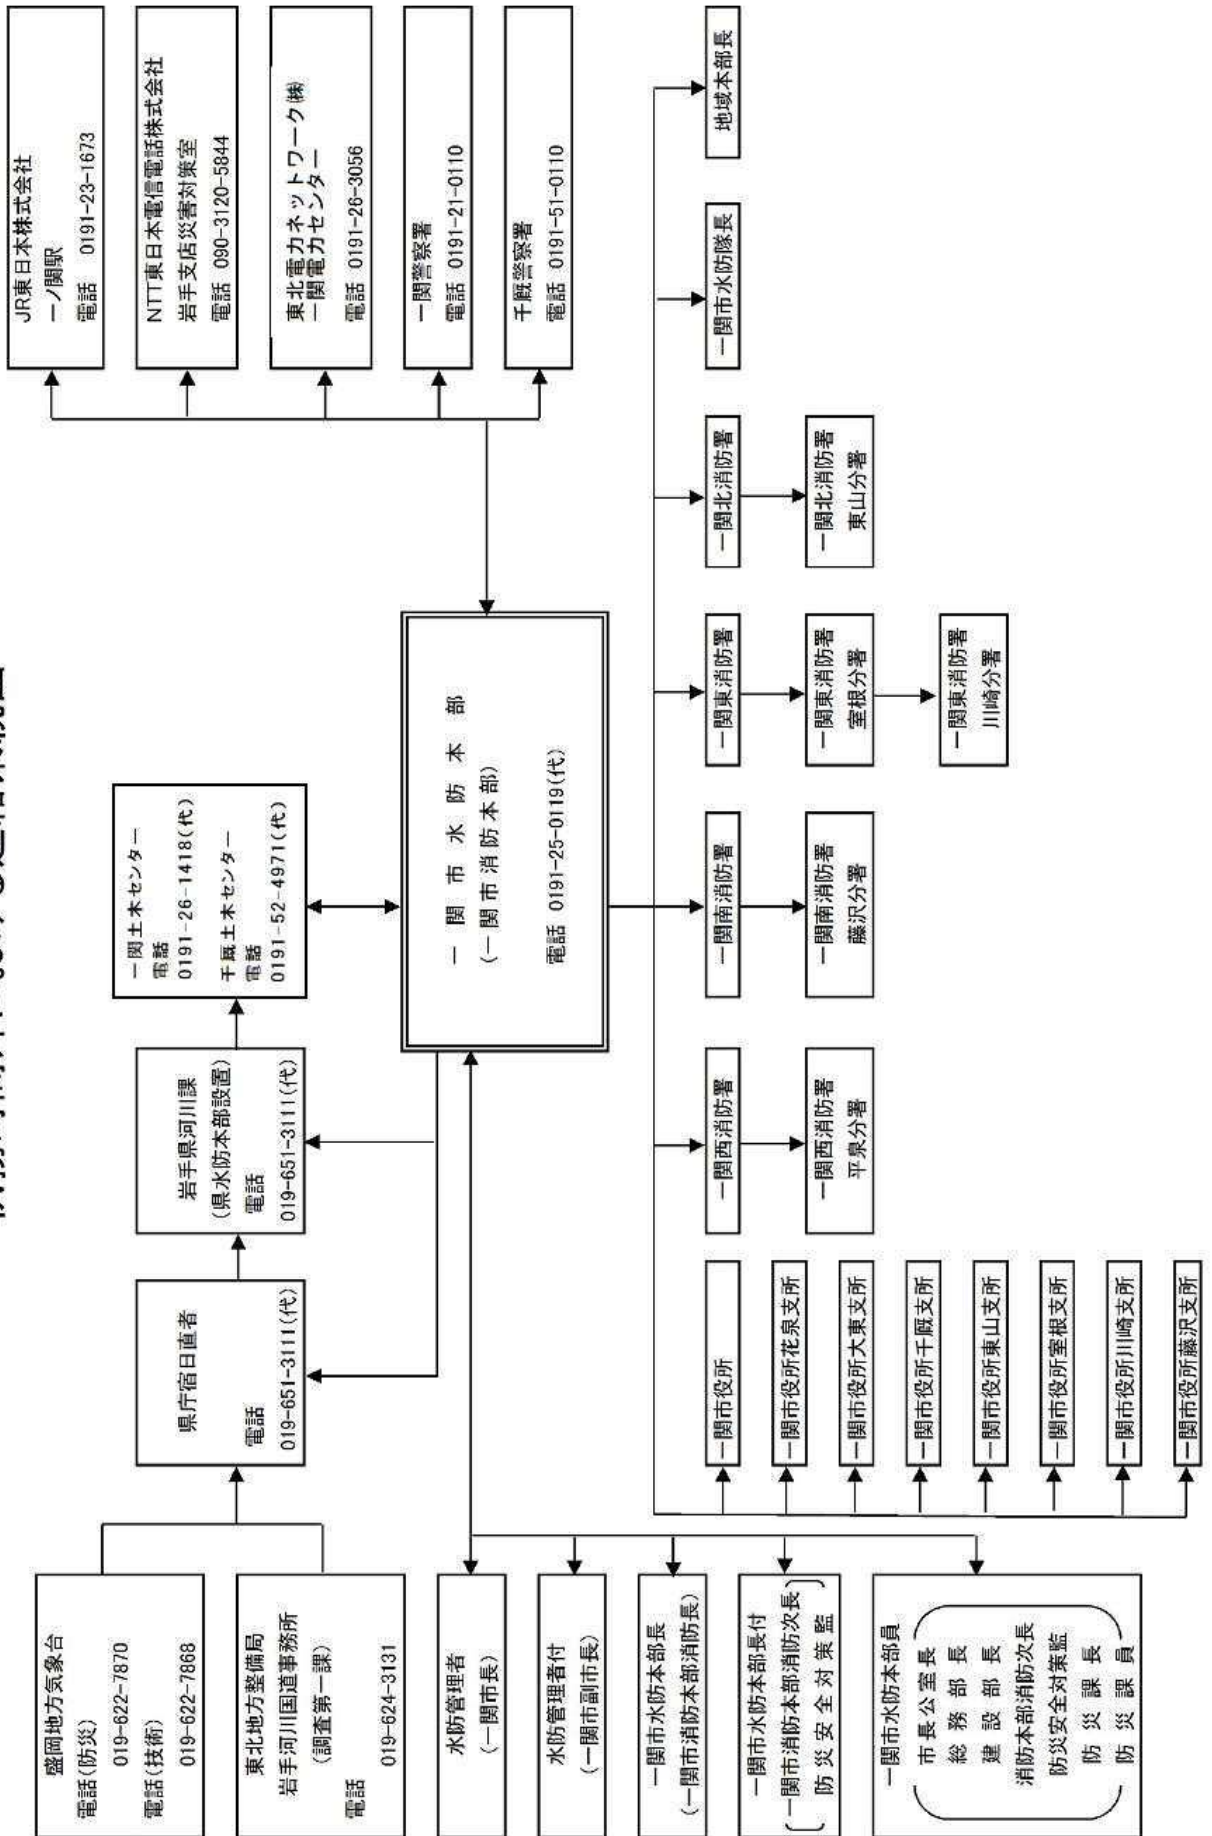 盛岡地方気象台
電話(防災)
019-622-7870
電話(技術)
019-622-7868
東北地方整備局
岩手河川国道事務所
(調査第一課)
電話
019-624-3131
水防管理者
(一関市長)
水防管理者付
(一関市副市長)
一関市水防本部長
(一関市消防本部消防長)
一関市水防本部長付
一関市消防本部消防次長
防災安全対策監
一関市水防本部員
市長公室長
総務部長
建設部長
消防本部消防次長
防災安全対策監
防災課長
防災課員
県庁宿日直者
電話
019-651-3111(代)
岩手県河川課
(県水防本部設置)
電話
019-651-3111(代)
一関土木センター
電話
0191-26-1418(代)
千厩土木センター
電話
0191-52-4971(代)
一関市水防本部
(一関市消防本部)
電話 0191-25-0119(代)
JR東日本株式会社
一ノ関駅
電話 0191-23-1673
NTT東日本電信電話株式会社
岩手支店災害対策室
電話 090-3120-5844
東北電力ネットワーク(株)
一関電力センター
電話 0191-26-3056
一関警察署
電話 0191-21-0110
千厩警察署
電話 0191-51-0110
一関市役所
一関市役所花泉支所
一関市役所大東支所
一関市役所千厩支所
一関市役所東山支所
一関市役所室根支所
一関市役所川崎支所
一関市役所藤沢支所
一関西消防署
一関西消防署
平泉分署
一関南消防署
一関南消防署
藤沢分署
一関東消防署
一関東消防署
室根分署
一関東消防署
川崎分署
一関北消防署
一関北消防署
東山分署
一関市水防隊長
地域本部長